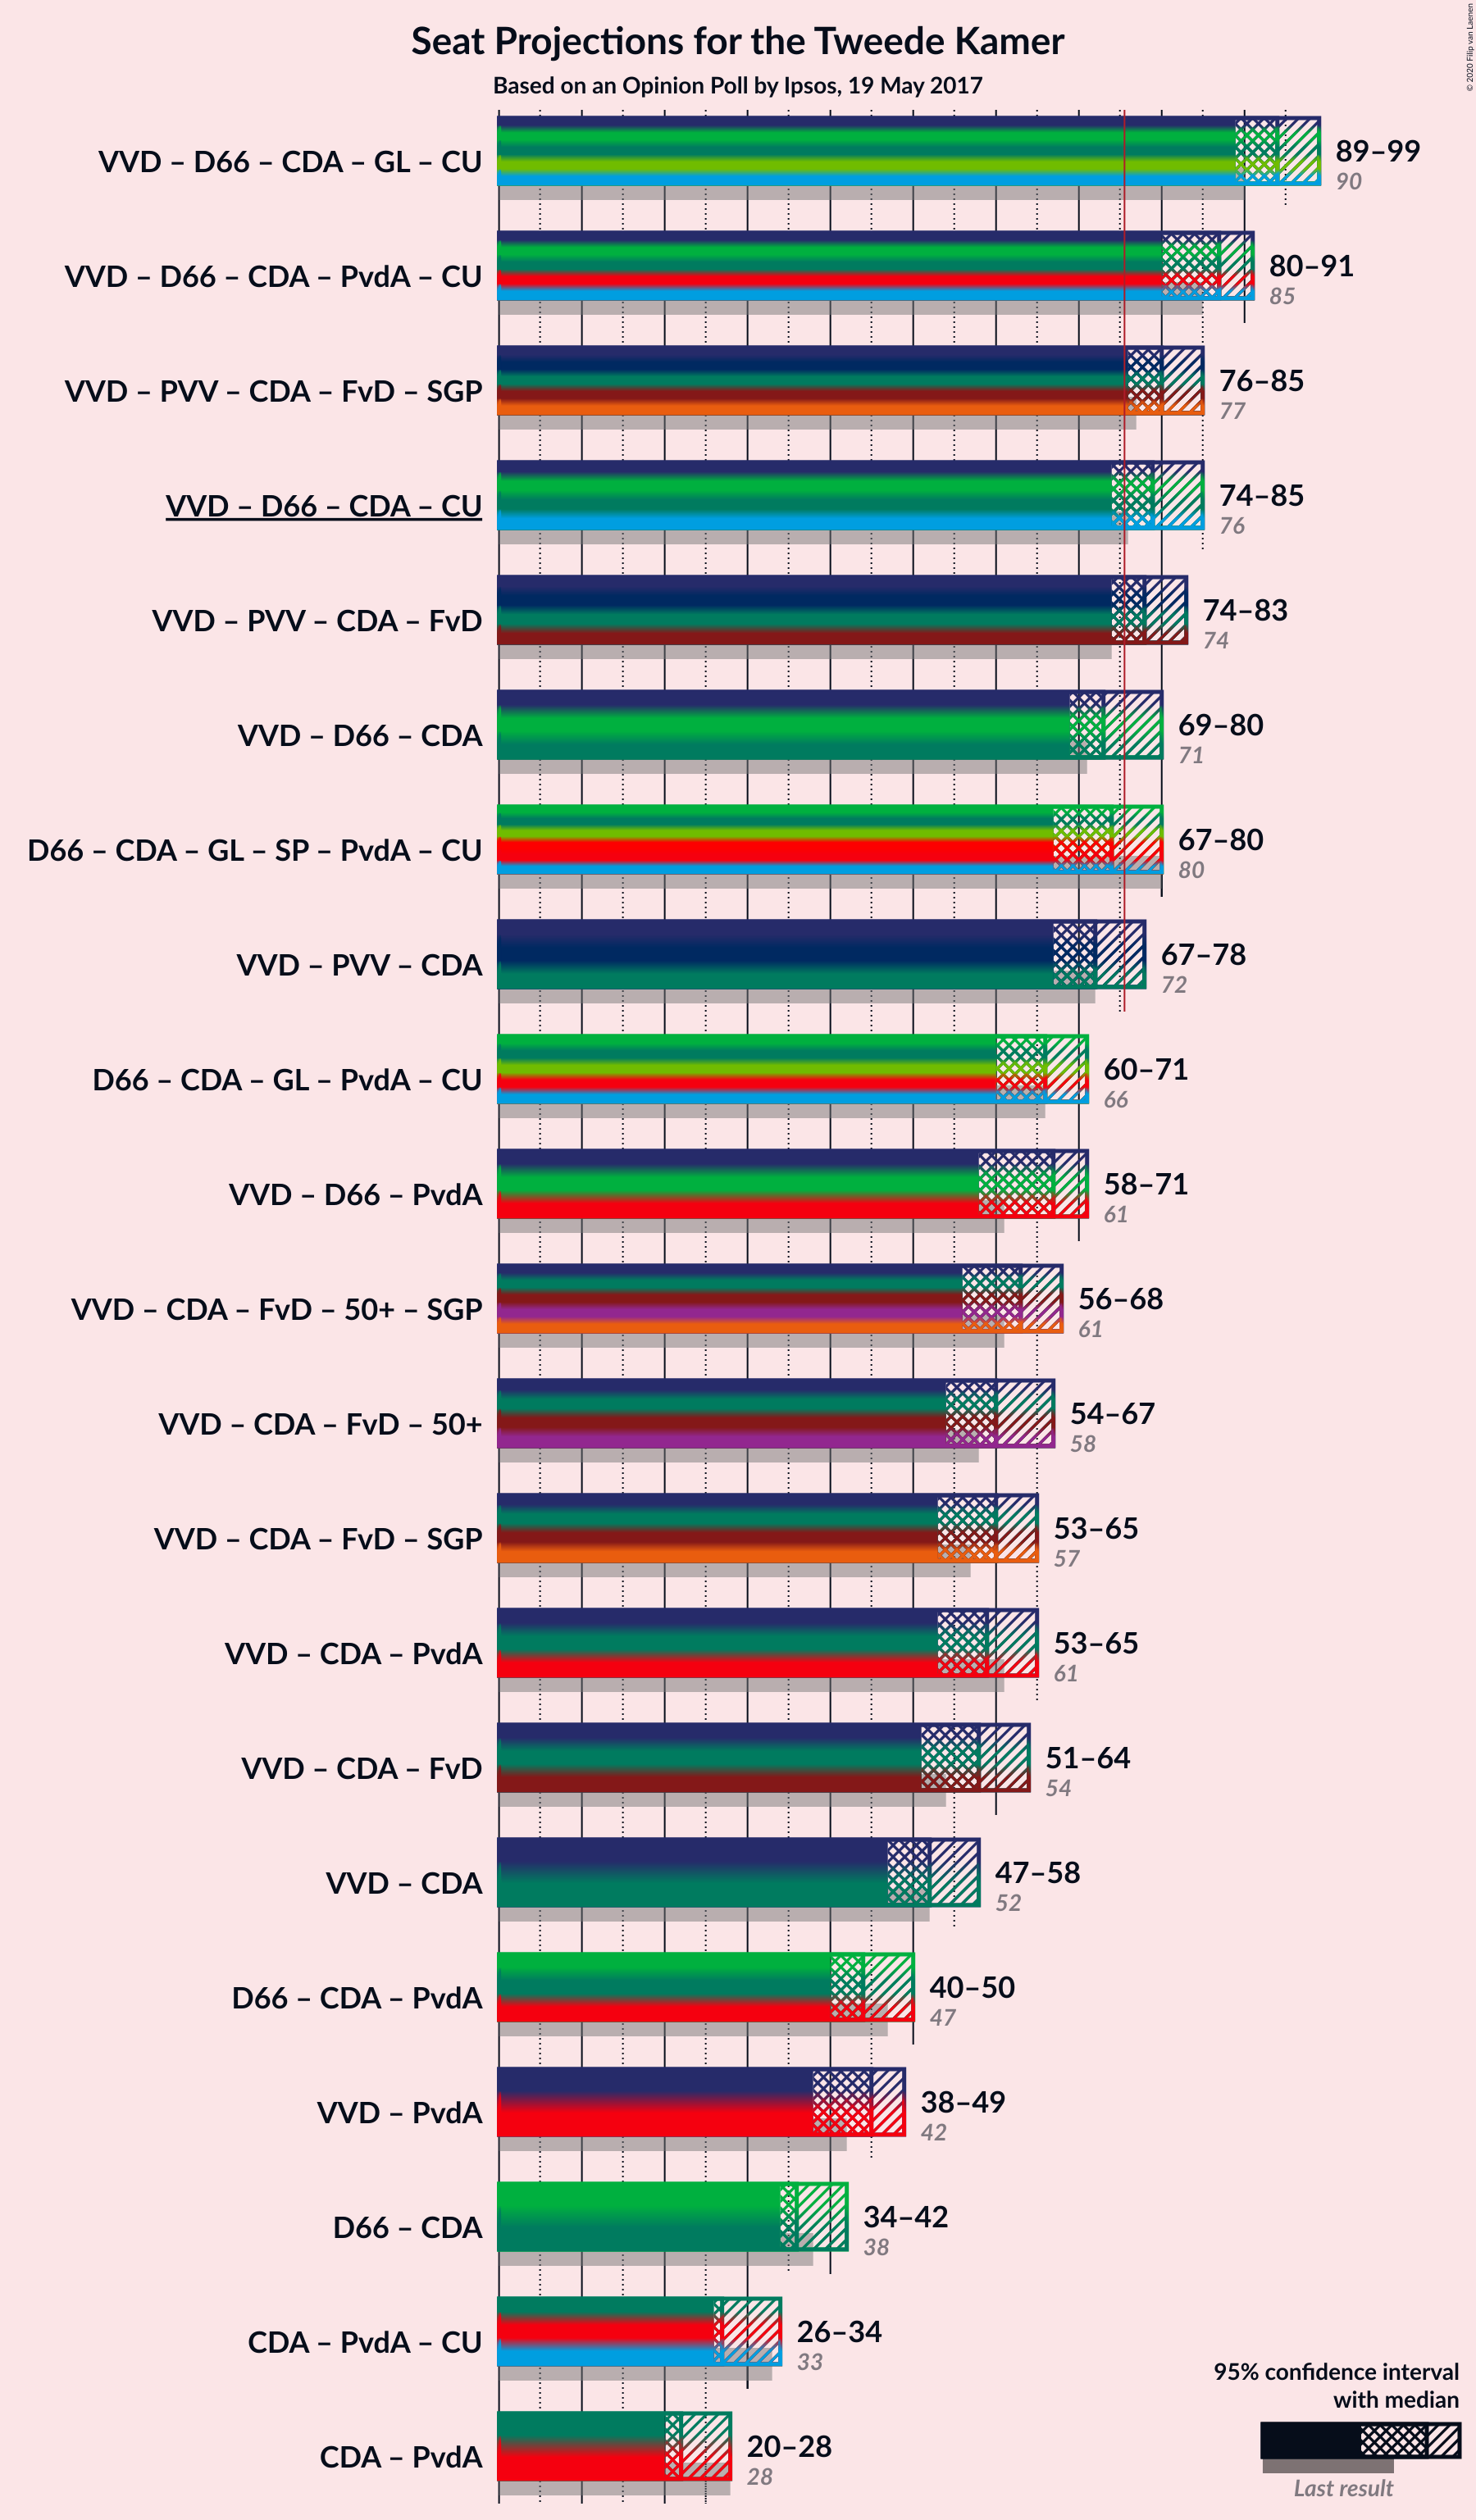 Seat Projections for the Tweede Kamer
Based on an Opinion Poll by Ipsos, 19 May 2017
© 2020 Filip van Laenen
VVD – D66 – CDA – GL – CU
89–99
90
VVD – D66 – CDA – PvdA – CU
80–91
85
VVD – PVV – CDA – FvD – SGP
76–85
77
VVD – D66 – CDA – CU
74–85
76
VVD – PVV – CDA – FvD
74–83
74
VVD – D66 – CDA
69–80
71
D66 – CDA – GL – SP – PvdA – CU
67–80
80
VVD – PVV – CDA
67–78
72
D66 – CDA – GL – PvdA – CU
60–71
66
VVD – D66 – PvdA
58–71
61
VVD – CDA – FvD – 50+ – SGP
56–68
61
VVD – CDA – FvD – 50+
54–67
58
VVD – CDA – FvD – SGP
53–65
57
VVD – CDA – PvdA
53–65
61
VVD – CDA – FvD
51–64
54
VVD – CDA
47–58
52
D66 – CDA – PvdA
40–50
47
VVD – PvdA
38–49
42
D66 – CDA
34–42
38
CDA – PvdA – CU
26–34
33
CDA – PvdA
20–28
28
95% confidence interval
with median
Last result